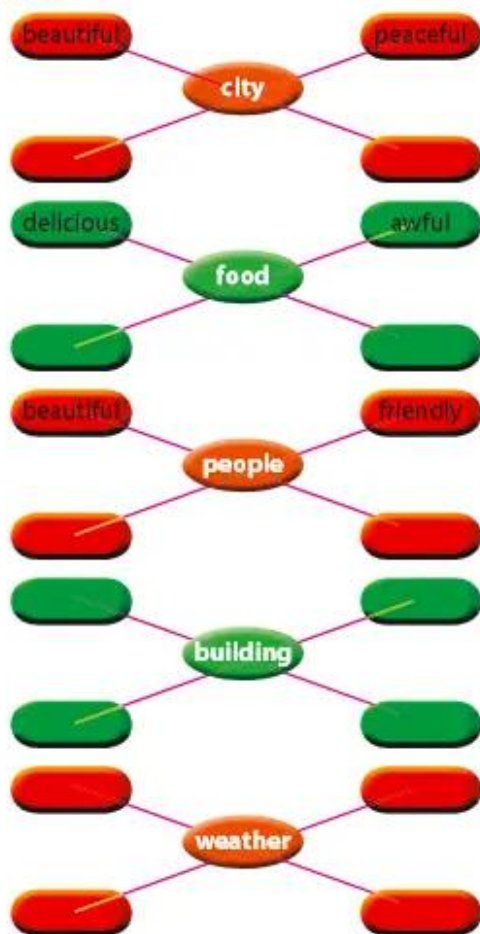 beautiful peaceful
city
delicious awful
food
beautiful friendly
people
building
weather